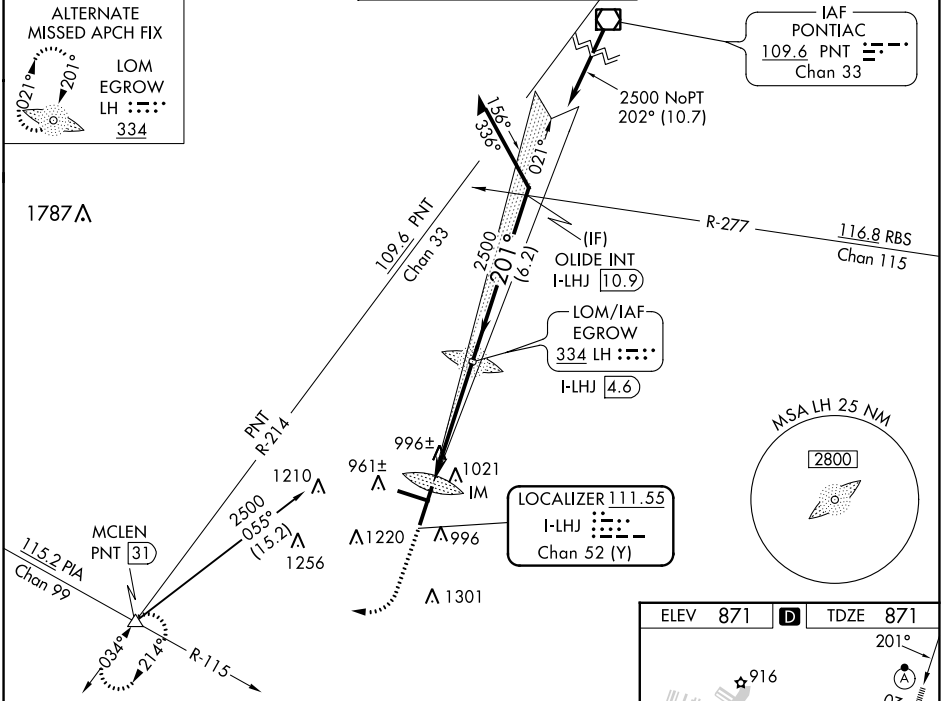 ALTERNATE
MISSED APCH FIX
021°
201°
LOM
EGROW
LH
334
IAF
PONTIAC
109.6 PNT
Chan 33
2500 NoPT
202° (10.7)
156°
336°
021°
1787
109.6 PNT
Chan 33
2500
201°
(6.2)
R-277
116.8 RBS
Chan 115
(IF)
OLIDE INT
I-LHJ 10.9
LOM/IAF
EGROW
334 LH
I-LHJ 4.6
PNT
R-214
MSA LH 25 NM
2800
996±
961±
1021
IM
1210
2500
055°
(15.2)
1256
1220
996
1301
LOCALIZER 111.55
I-LHJ
Chan 52 (Y)
MCLEN
PNT 31
115.2 PIA
Chan 99
034°
214°
R-115
ELEV 871 D TDZE 871
201°
916
A